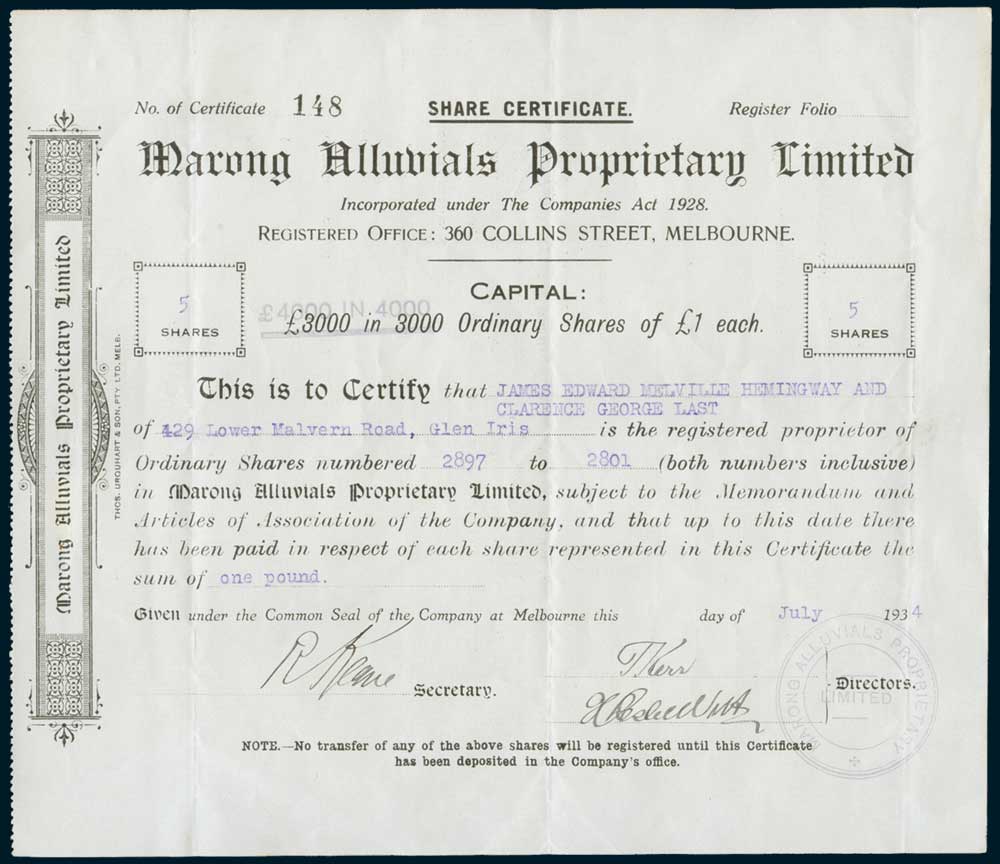 No. of Certificate 148 SHARE CERTIFICATE. Register Folio
Marong Alluvials Proprietary Limited
Incorporated under The Companies Act 1928.
REGISTERED OFFICE: 360 COLLINS STREET, MELBOURNE.
CAPITAL:
£4000 IN 4000
£3000 in 3000 Ordinary Shares of £1 each.
5
SHARES
5
SHARES
This is to Certify that JAMES EDWARD MELVILLE HEMINGWAY AND
CLARENCE GEORGE LAST
of 429 Lower Malvern Road, Glen Iris is the registered proprietor of
Ordinary Shares numbered 2897 to 2801 (both numbers inclusive)
in Marong Alluvials Proprietary Limited, subject to the Memorandum and
Articles of Association of the Company, and that up to this date there
has been paid in respect of each share represented in this Certificate the
sum of one pound.
Given under the Common Seal of the Company at Melbourne this day of July 1934
R Keane Secretary.
T Kerr
Directors.
NOTE.—No transfer of any of the above shares will be registered until this Certificate
has been deposited in the Company's office.
MARONG ALLUVIALS PROPRIETARY
LIMITED
Marong Alluvials Proprietary Limited
THOS. URQUHART & SON, PTY LTD, MELB.